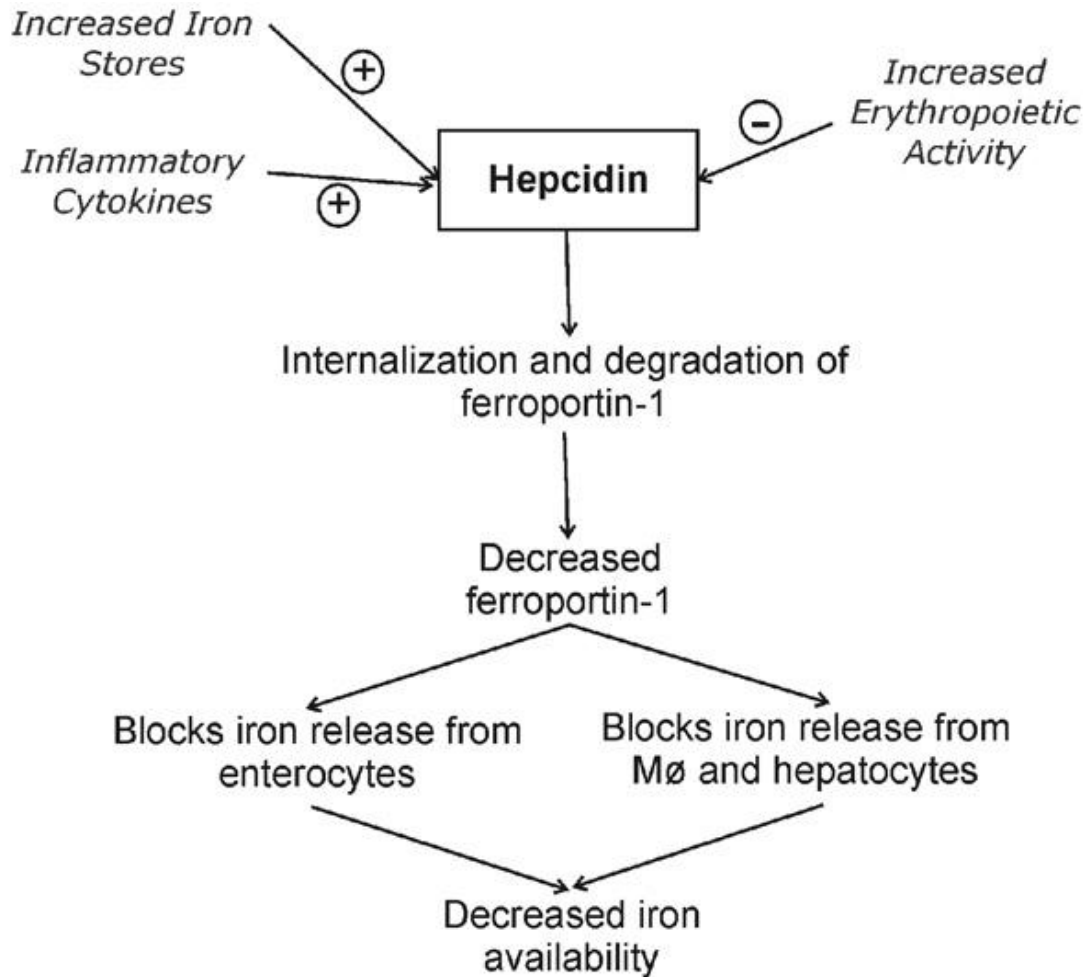 Increased Iron
Stores
+
Inflammatory
Cytokines
+
Hepcidin
−
Increased
Erythropoietic
Activity
Internalization and degradation of
ferroportin-1
Decreased
ferroportin-1
Blocks iron release from
enterocytes
Blocks iron release from
Mø and hepatocytes
Decreased iron
availability